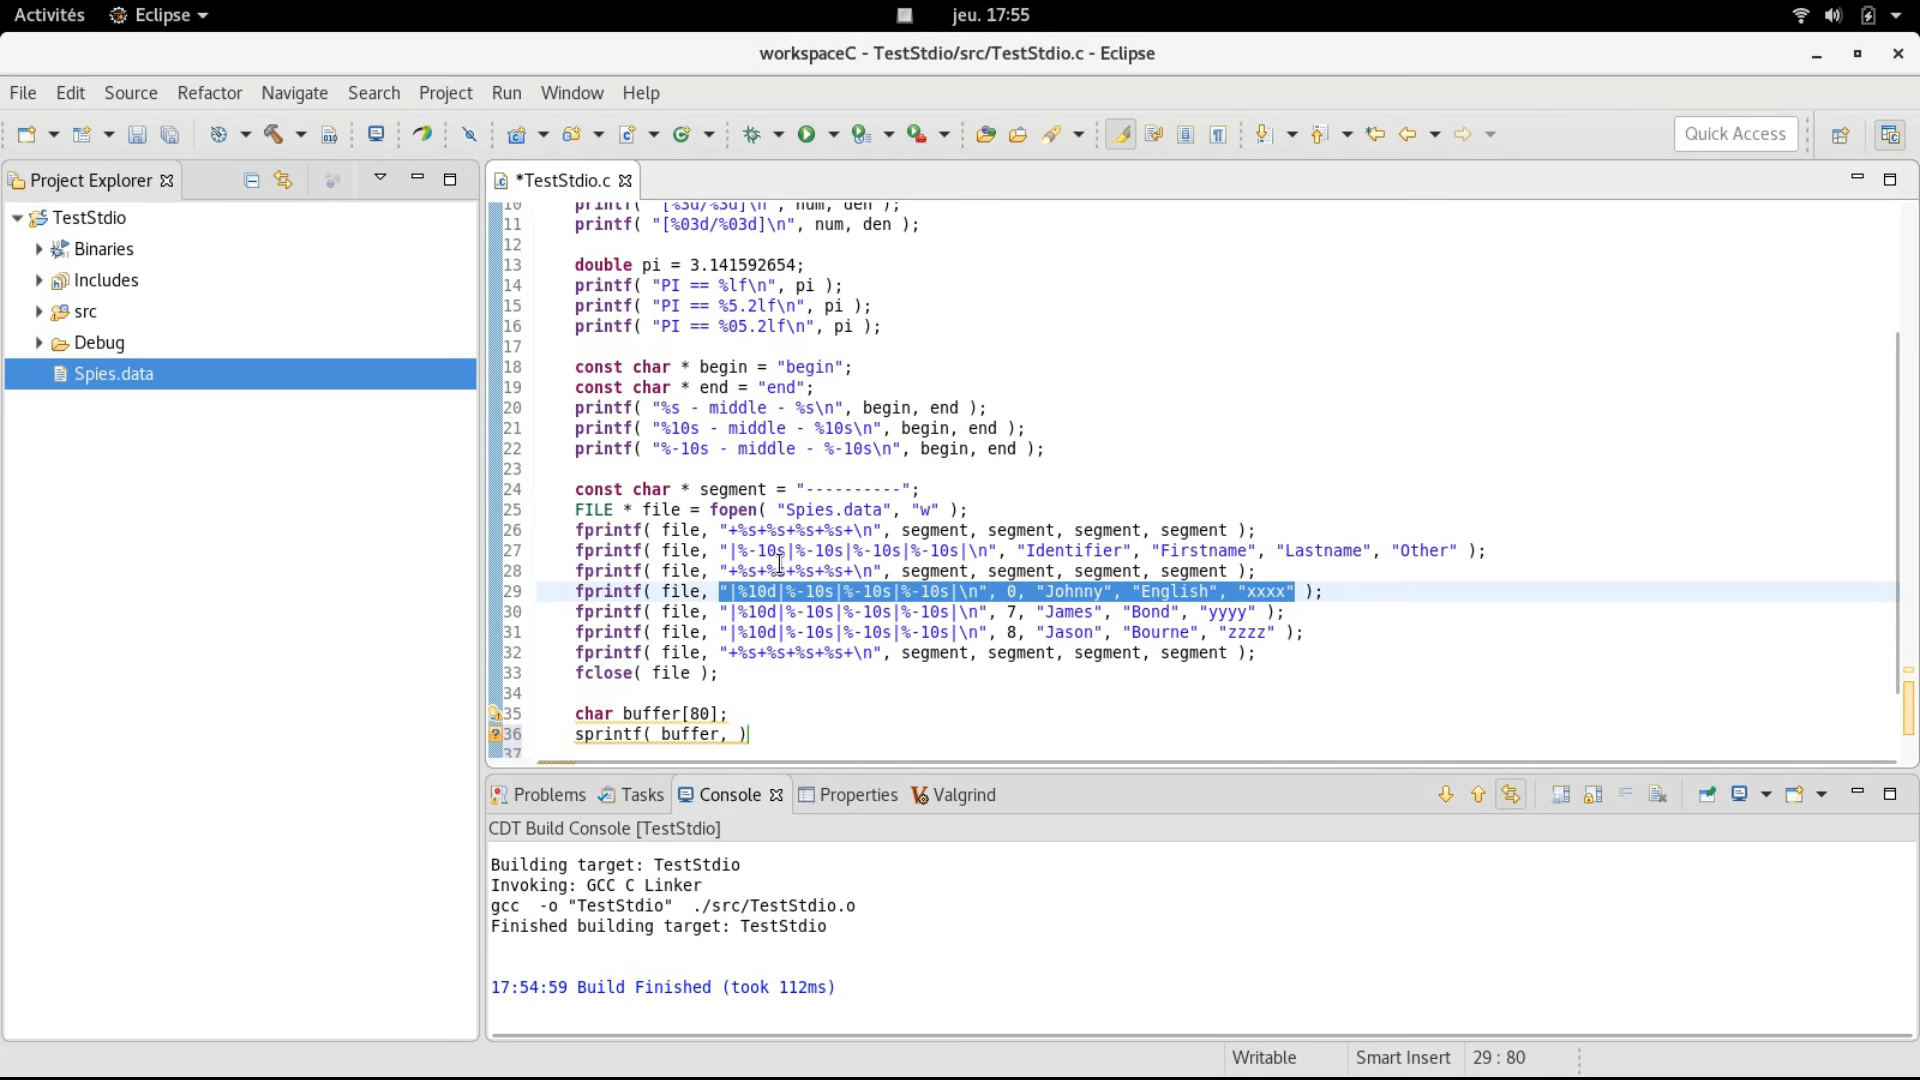 Activités Eclipse jeu. 17:55
workspaceC - TestStdio/src/TestStdio.c - Eclipse
File Edit Source Refactor Navigate Search Project Run Window Help
Quick Access
Project Explorer
TestStdio
Binaries
Includes
src
Debug
Spies.data
*TestStdio.c
10 printf( "[%3d/%3d]\n", num, den );
11 printf( "[%03d/%03d]\n", num, den );
12
13 double pi = 3.141592654;
14 printf( "PI == %lf\n", pi );
15 printf( "PI == %5.2lf\n", pi );
16 printf( "PI == %05.2lf\n", pi );
17
18 const char * begin = "begin";
19 const char * end = "end";
20 printf( "%s - middle - %s\n", begin, end );
21 printf( "%10s - middle - %10s\n", begin, end );
22 printf( "%-10s - middle - %-10s\n", begin, end );
23
24 const char * segment = "----------";
25 FILE * file = fopen( "Spies.data", "w" );
26 fprintf( file, "+%s+%s+%s+%s+\n", segment, segment, segment, segment );
27 fprintf( file, "|%-10s|%-10s|%-10s|%-10s|\n", "Identifier", "Firstname", "Lastname", "Other" );
28 fprintf( file, "+%s+%s+%s+%s+\n", segment, segment, segment, segment );
29 fprintf( file, "|%10d|%-10s|%-10s|%-10s|\n", 0, "Johnny", "English", "xxxx" );
30 fprintf( file, "|%10d|%-10s|%-10s|%-10s|\n", 7, "James", "Bond", "yyyy" );
31 fprintf( file, "|%10d|%-10s|%-10s|%-10s|\n", 8, "Jason", "Bourne", "zzzz" );
32 fprintf( file, "+%s+%s+%s+%s+\n", segment, segment, segment, segment );
33 fclose( file );
34
35 char buffer[80];
36 sprintf( buffer, )
37
Problems Tasks Console Properties Valgrind
CDT Build Console [TestStdio]
Building target: TestStdio
Invoking: GCC C Linker
gcc -o "TestStdio" ./src/TestStdio.o
Finished building target: TestStdio
17:54:59 Build Finished (took 112ms)
Writable Smart Insert 29 : 80